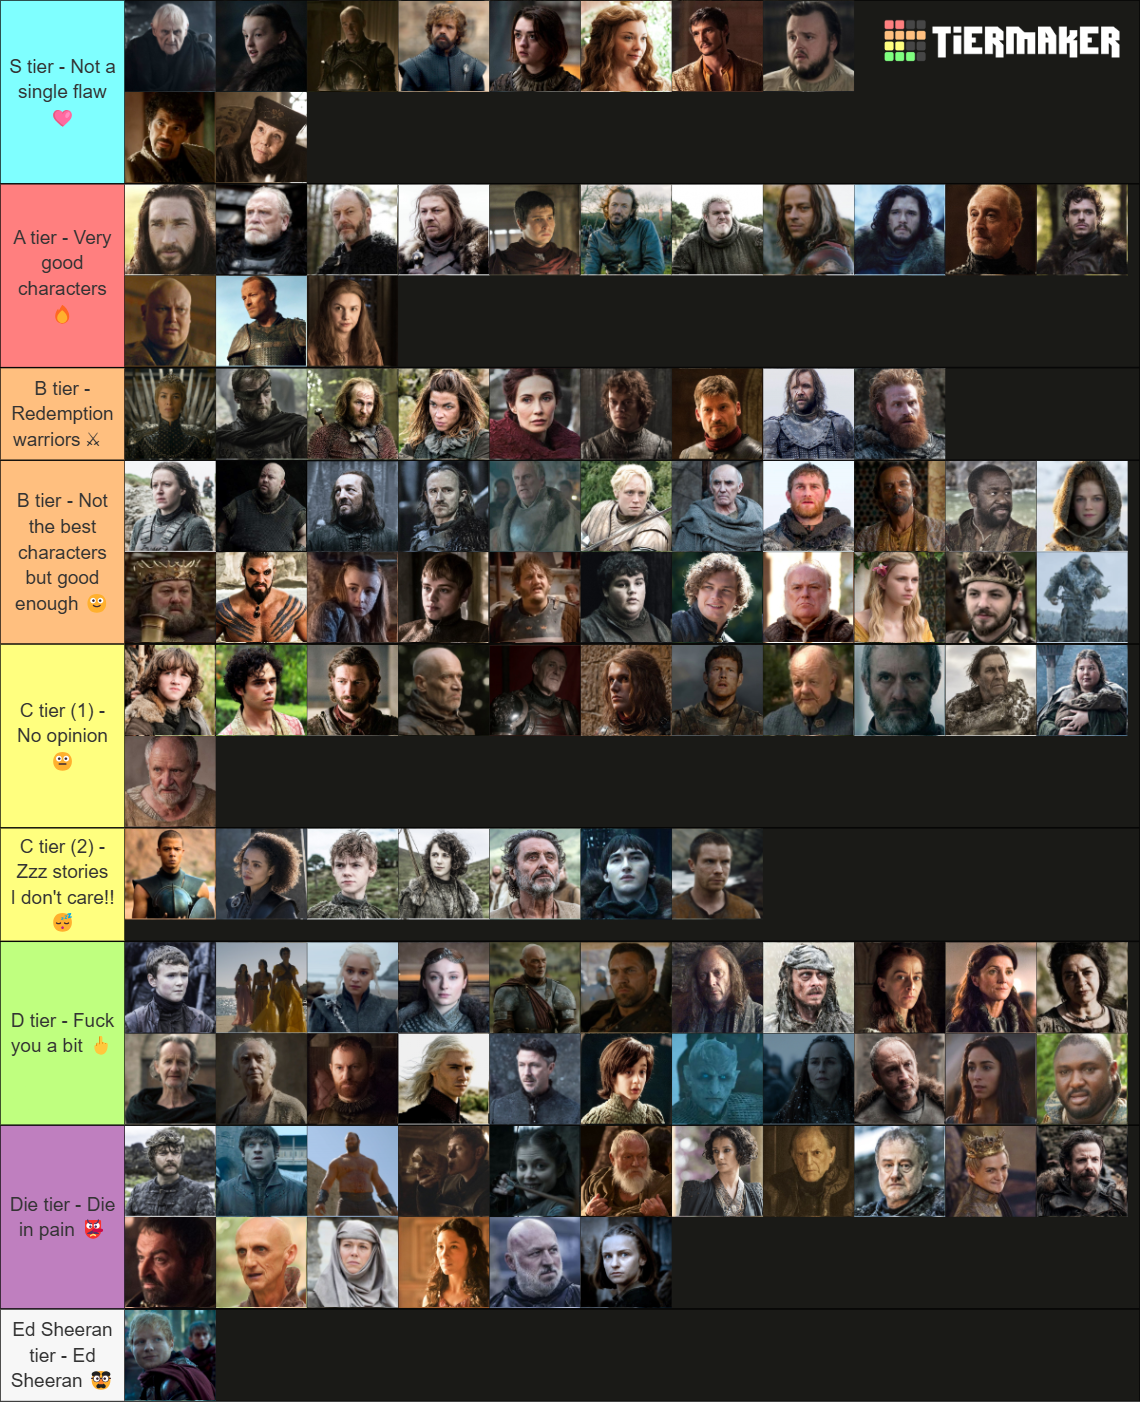 S tier - Not a
single flaw
🩷
TiERMAKER
A tier - Very
good
characters
🔥
B tier -
Redemption
warriors ⚔
B tier - Not
the best
characters
but good
enough 🙂
C tier (1) -
No opinion
😐
C tier (2) -
Zzz stories
I don't care!!
😴
D tier - Fuck
you a bit 🖕
Die tier - Die
in pain 👹
Ed Sheeran
tier - Ed
Sheeran 🥸